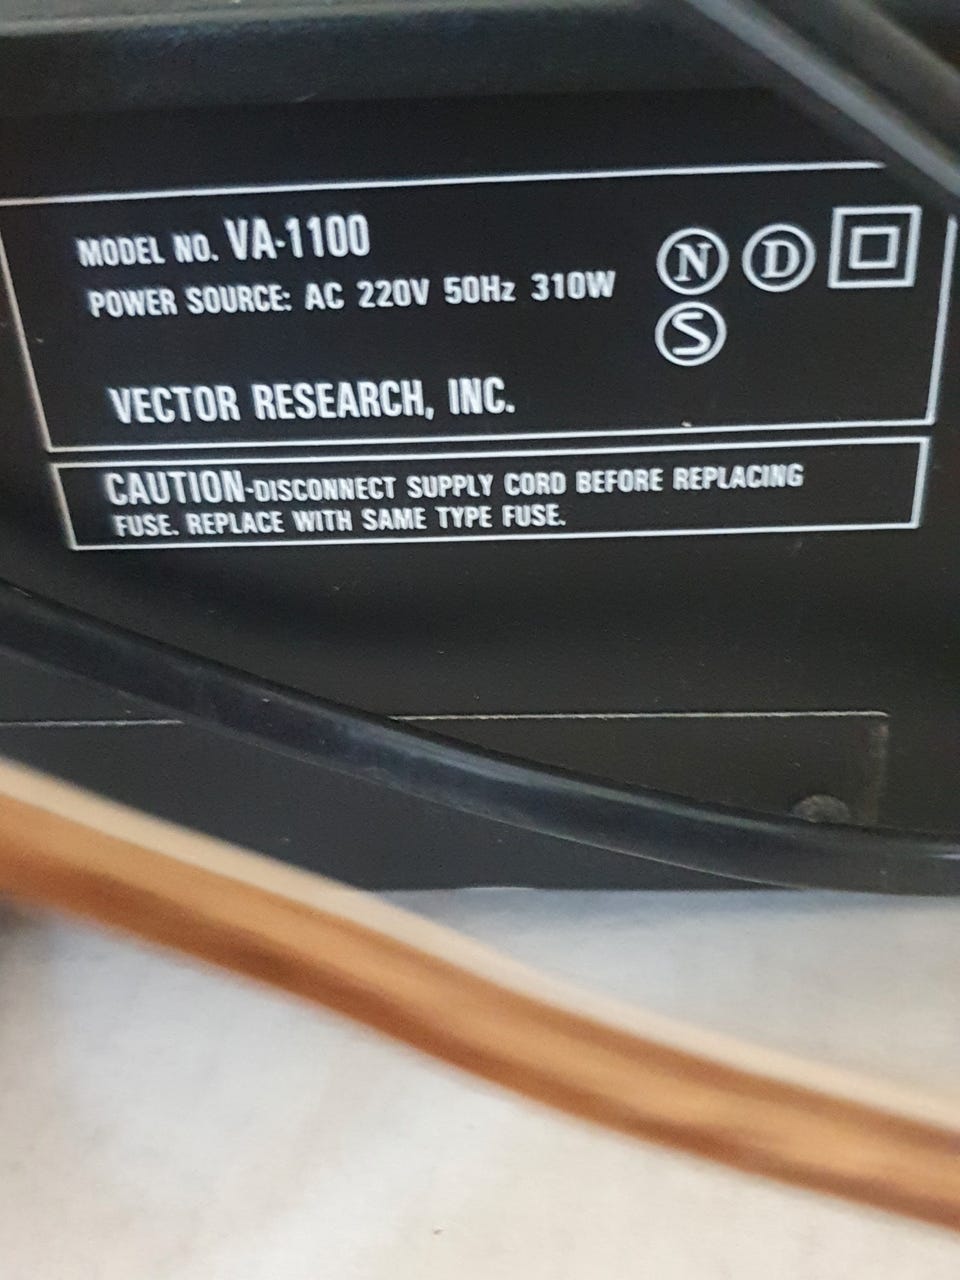 MODEL NO. VA-1100
POWER SOURCE: AC 220V 50Hz 310W
N D
S
VECTOR RESEARCH, INC.
CAUTION-DISCONNECT SUPPLY CORD BEFORE REPLACING
FUSE. REPLACE WITH SAME TYPE FUSE.